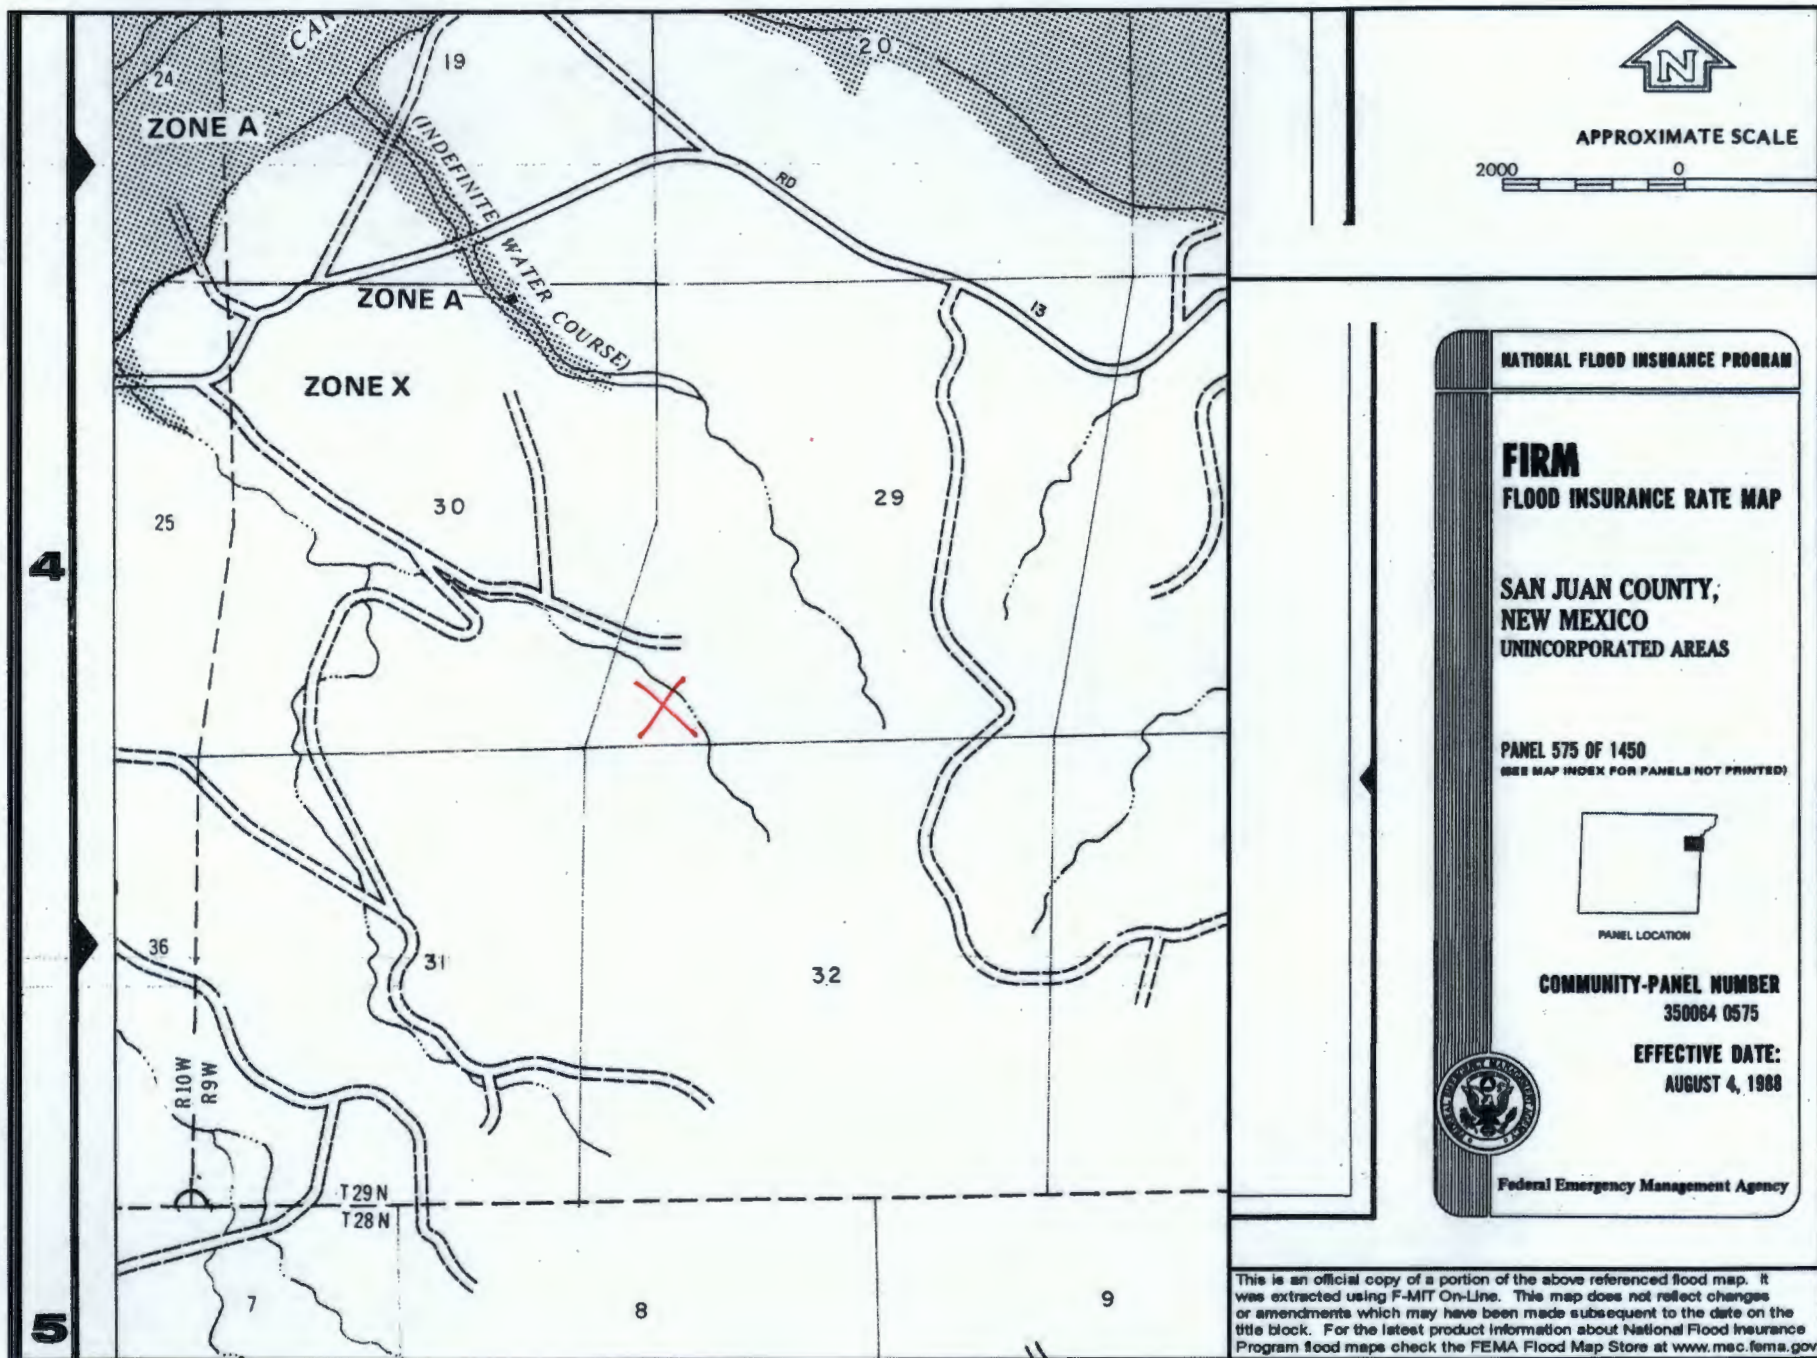 CAN
24
19
20
ZONE A
(INDEFINITE WATER COURSE)
RD
13
ZONE A
ZONE X
30
29
25
4
36
31
32
R10W
R9W
T29N
T28N
7
8
9
5
N
APPROXIMATE SCALE
2000 0
NATIONAL FLOOD INSURANCE PROGRAM
FIRM
FLOOD INSURANCE RATE MAP
SAN JUAN COUNTY,
NEW MEXICO
UNINCORPORATED AREAS
PANEL 575 OF 1450
(SEE MAP INDEX FOR PANELS NOT PRINTED)
PANEL LOCATION
COMMUNITY-PANEL NUMBER
350064 0575
EFFECTIVE DATE:
AUGUST 4, 1988
Federal Emergency Management Agency
This is an official copy of a portion of the above referenced flood map. It
was extracted using F-MIT On-Line. This map does not reflect changes
or amendments which may have been made subsequent to the date on the
title block. For the latest product information about National Flood Insurance
Program flood maps check the FEMA Flood Map Store at www.msc.fema.gov